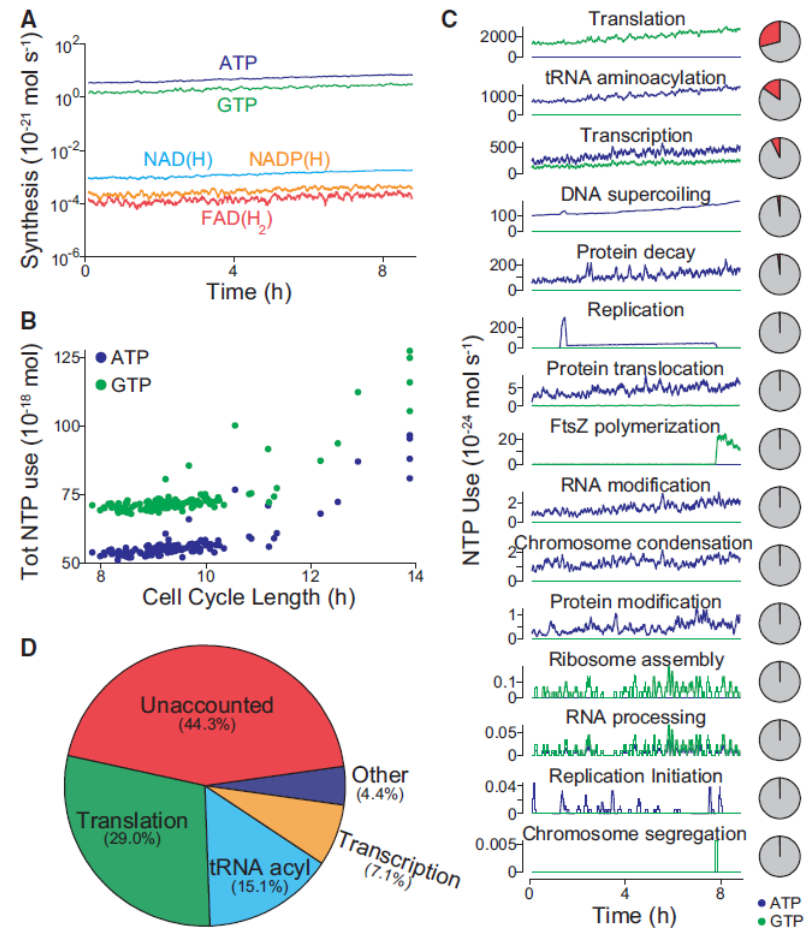 A
Synthesis (10⁻²¹ mol s⁻¹)
10²
10⁰
10⁻²
10⁻⁴
10⁻⁶
ATP
GTP
NAD(H)
NADP(H)
FAD(H₂)
0
4
8
Time (h)
B
Tot NTP use (10⁻¹⁸ mol)
125
100
75
50
ATP
GTP
8
10
12
14
Cell Cycle Length (h)
D
Unaccounted
(44.3%)
Other
(4.4%)
Transcription
(7.1%)
tRNA acyl
(15.1%)
Translation
(29.0%)
C
NTP Use (10⁻²⁴ mol s⁻¹)
Translation
2000
0
tRNA aminoacylation
1000
0
Transcription
500
0
DNA supercoiling
100
0
Protein decay
200
0
Replication
200
0
Protein translocation
5
0
FtsZ polymerization
20
0
RNA modification
2
0
Chromosome condensation
2
0
Protein modification
1
0
Ribosome assembly
0.1
0
RNA processing
0.05
0
Replication Initiation
0.04
0
Chromosome segregation
0.005
0
0
4
8
Time (h)
ATP
GTP